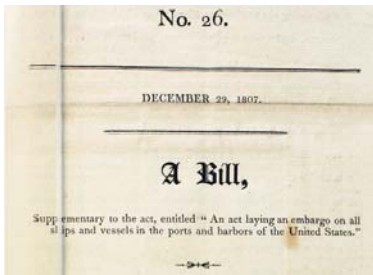 No. 26.
DECEMBER 29, 1807.
A Bill,
Supplementary to the act, entitled “ An act laying an embargo on all
ships and vessels in the ports and harbors of the United States.”